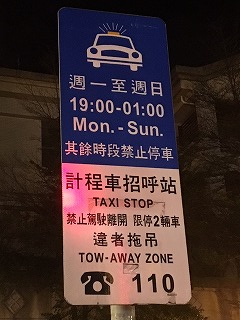 週一至週日
19:00-01:00
Mon. - Sun.
其餘時段禁止停車
計程車招呼站
TAXI STOP
禁止駕駛離開 限停2輛車
違者拖吊
TOW-AWAY ZONE
110